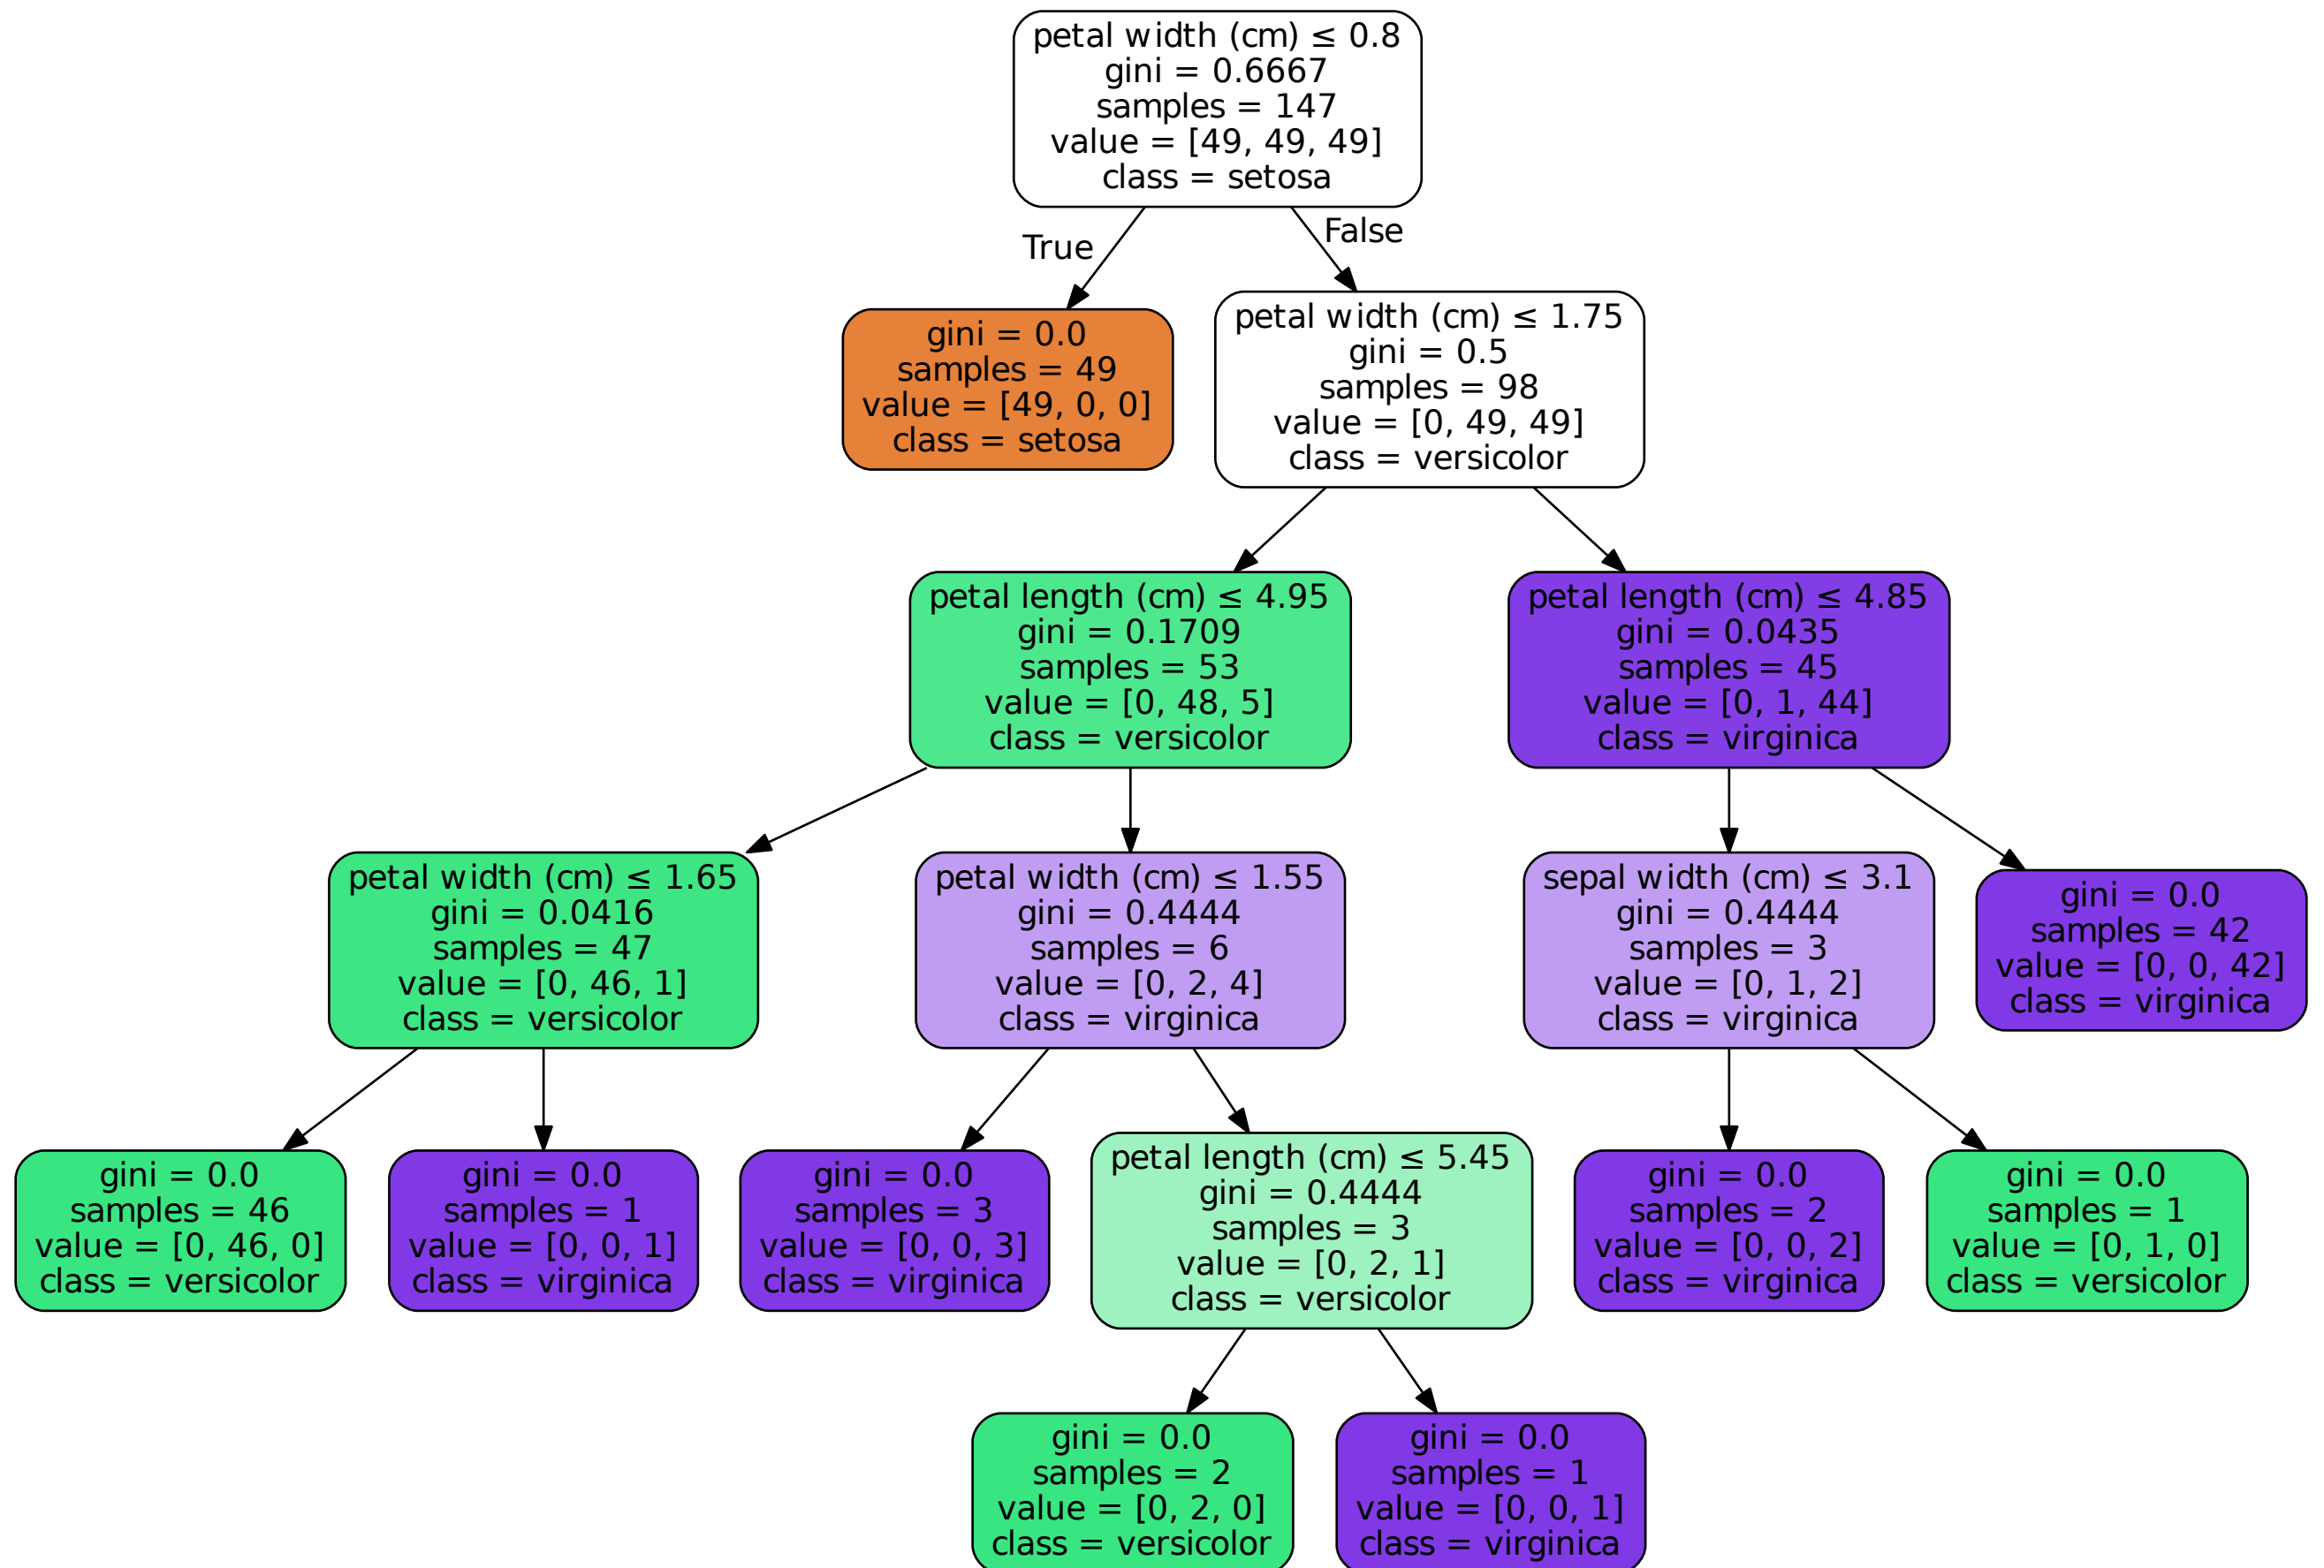 petal width (cm) ≤ 0.8
gini = 0.6667
samples = 147
value = [49, 49, 49]
class = setosa
True
False
gini = 0.0
samples = 49
value = [49, 0, 0]
class = setosa
petal width (cm) ≤ 1.75
gini = 0.5
samples = 98
value = [0, 49, 49]
class = versicolor
petal length (cm) ≤ 4.95
gini = 0.1709
samples = 53
value = [0, 48, 5]
class = versicolor
petal length (cm) ≤ 4.85
gini = 0.0435
samples = 45
value = [0, 1, 44]
class = virginica
petal width (cm) ≤ 1.65
gini = 0.0416
samples = 47
value = [0, 46, 1]
class = versicolor
petal width (cm) ≤ 1.55
gini = 0.4444
samples = 6
value = [0, 2, 4]
class = virginica
sepal width (cm) ≤ 3.1
gini = 0.4444
samples = 3
value = [0, 1, 2]
class = virginica
gini = 0.0
samples = 42
value = [0, 0, 42]
class = virginica
gini = 0.0
samples = 46
value = [0, 46, 0]
class = versicolor
gini = 0.0
samples = 1
value = [0, 0, 1]
class = virginica
gini = 0.0
samples = 3
value = [0, 0, 3]
class = virginica
petal length (cm) ≤ 5.45
gini = 0.4444
samples = 3
value = [0, 2, 1]
class = versicolor
gini = 0.0
samples = 2
value = [0, 0, 2]
class = virginica
gini = 0.0
samples = 1
value = [0, 1, 0]
class = versicolor
gini = 0.0
samples = 2
value = [0, 2, 0]
class = versicolor
gini = 0.0
samples = 1
value = [0, 0, 1]
class = virginica